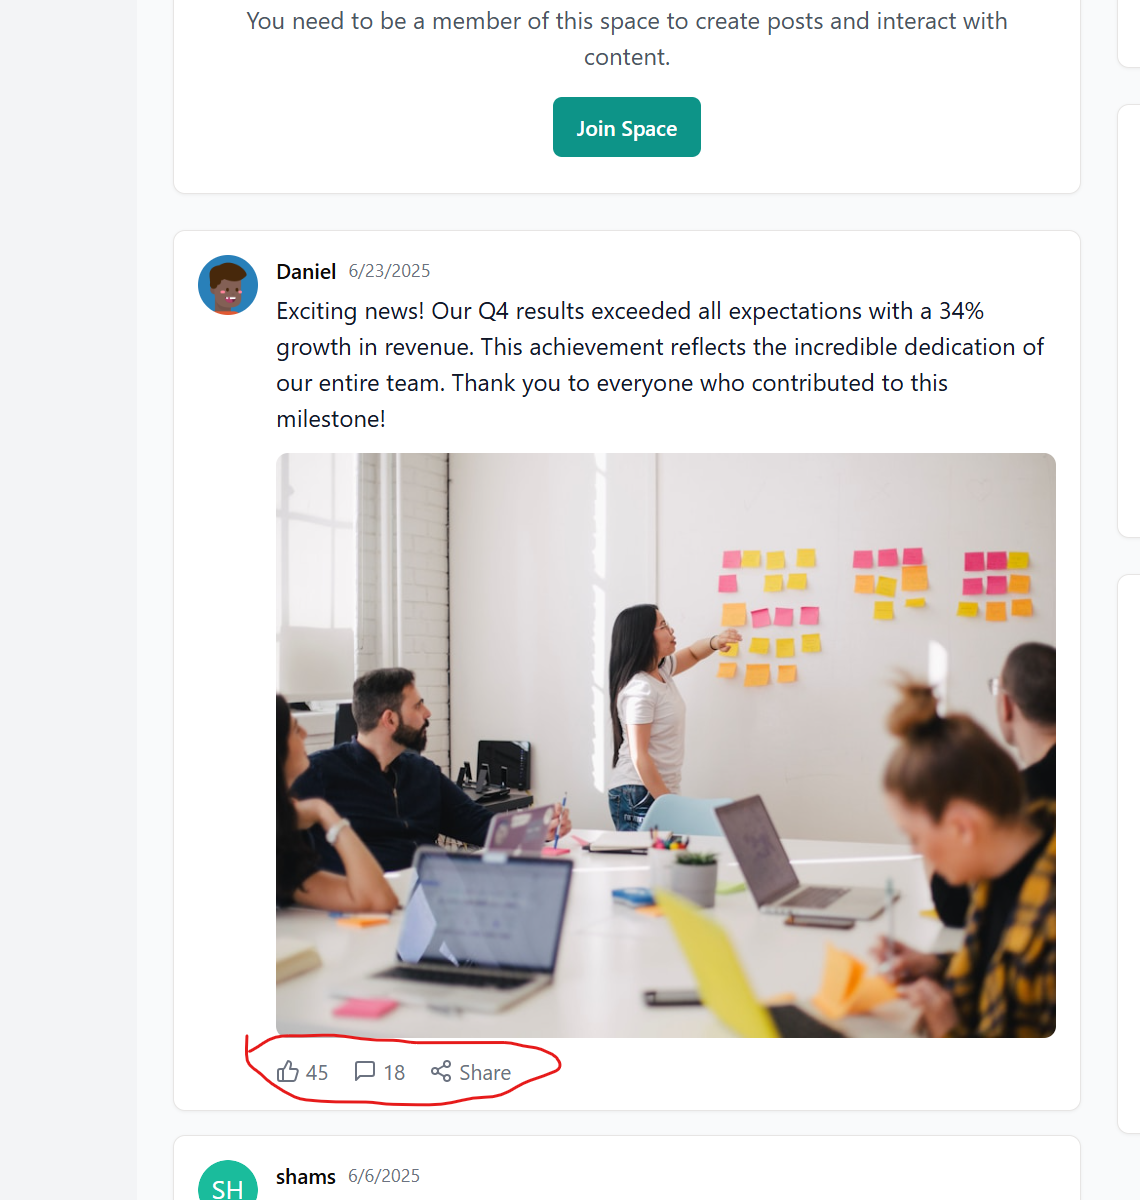 You need to be a member of this space to create posts and interact with
content.
Join Space
Daniel 6/23/2025
Exciting news! Our Q4 results exceeded all expectations with a 34%
growth in revenue. This achievement reflects the incredible dedication of
our entire team. Thank you to everyone who contributed to this
milestone!
45 18 Share
SH shams 6/6/2025